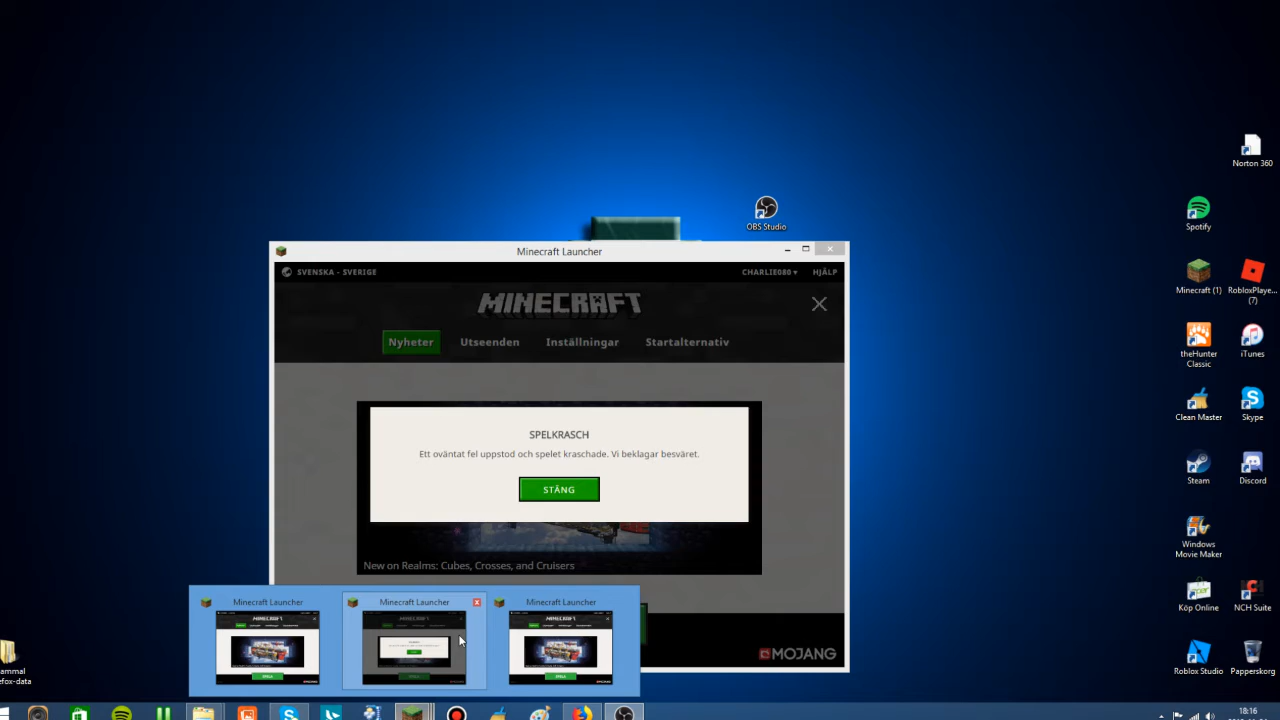 Norton 360
OBS Studio
Spotify
Minecraft Launcher
SVENSKA - SVERIGE
CHARLIE080
HJÄLP
Minecraft (1)
RobloxPlaye...
(7)
MINECRAFT
Nyheter
Utseenden
Inställningar
Startalternativ
theHunter
Classic
iTunes
Clean Master
Skype
SPELKRASCH
Ett oväntat fel uppstod och spelet kraschade. Vi beklagar besväret.
STÄNG
Steam
Discord
Windows
Movie Maker
New on Realms: Cubes, Crosses, and Cruisers
Minecraft Launcher
Minecraft Launcher
Minecraft Launcher
Köp Online
NCH Suite
MOJANG
Roblox Studio
Papperskorg
18:16